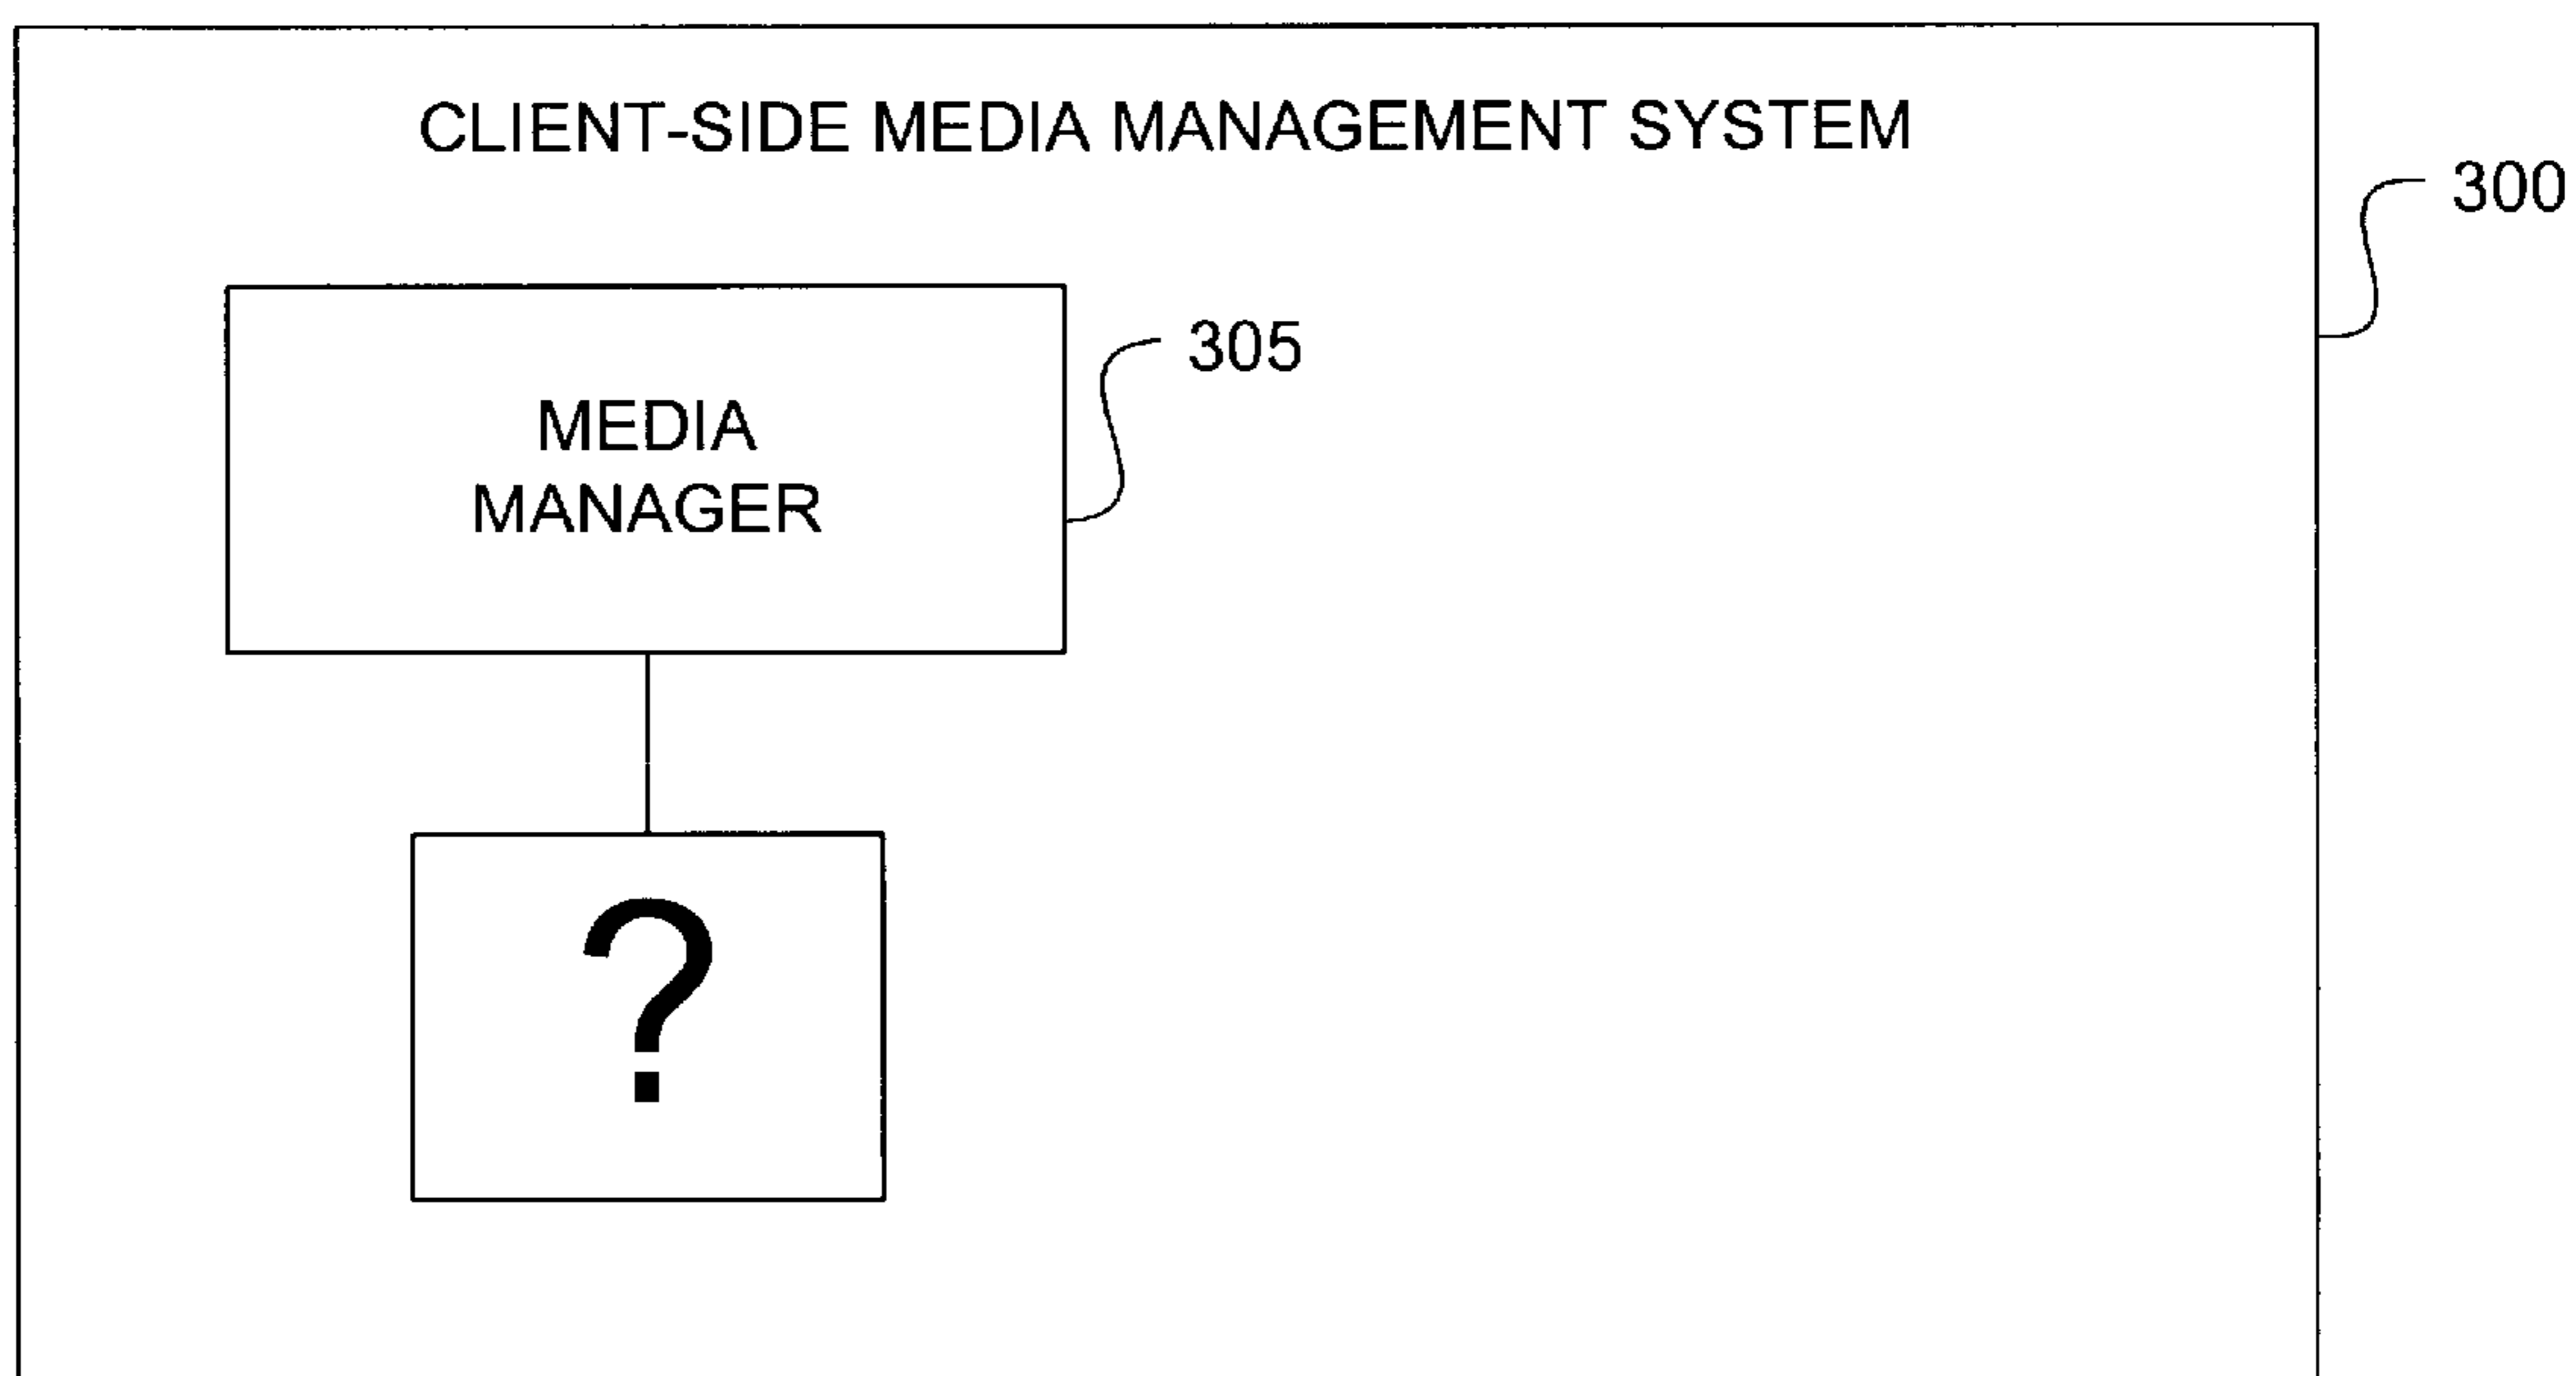 CLIENT-SIDE MEDIA MANAGEMENT SYSTEM
300
305
MEDIA
MANAGER
?